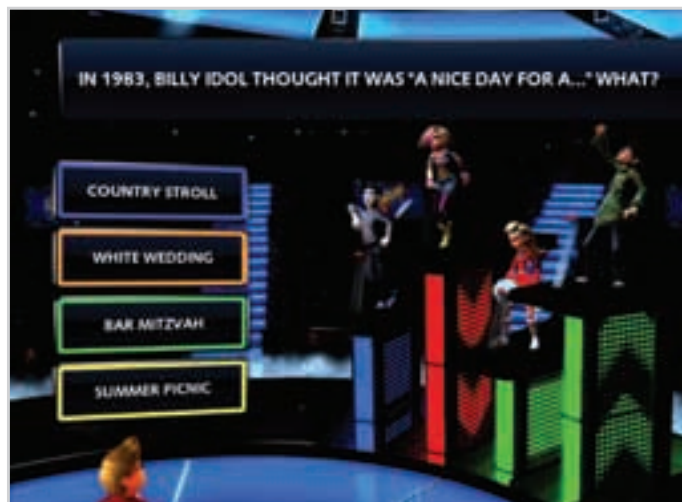 IN 1983, BILLY IDOL THOUGHT IT WAS "A NICE DAY FOR A..." WHAT?
COUNTRY STROLL
WHITE WEDDING
BAR MITZVAH
SUMMER PICNIC